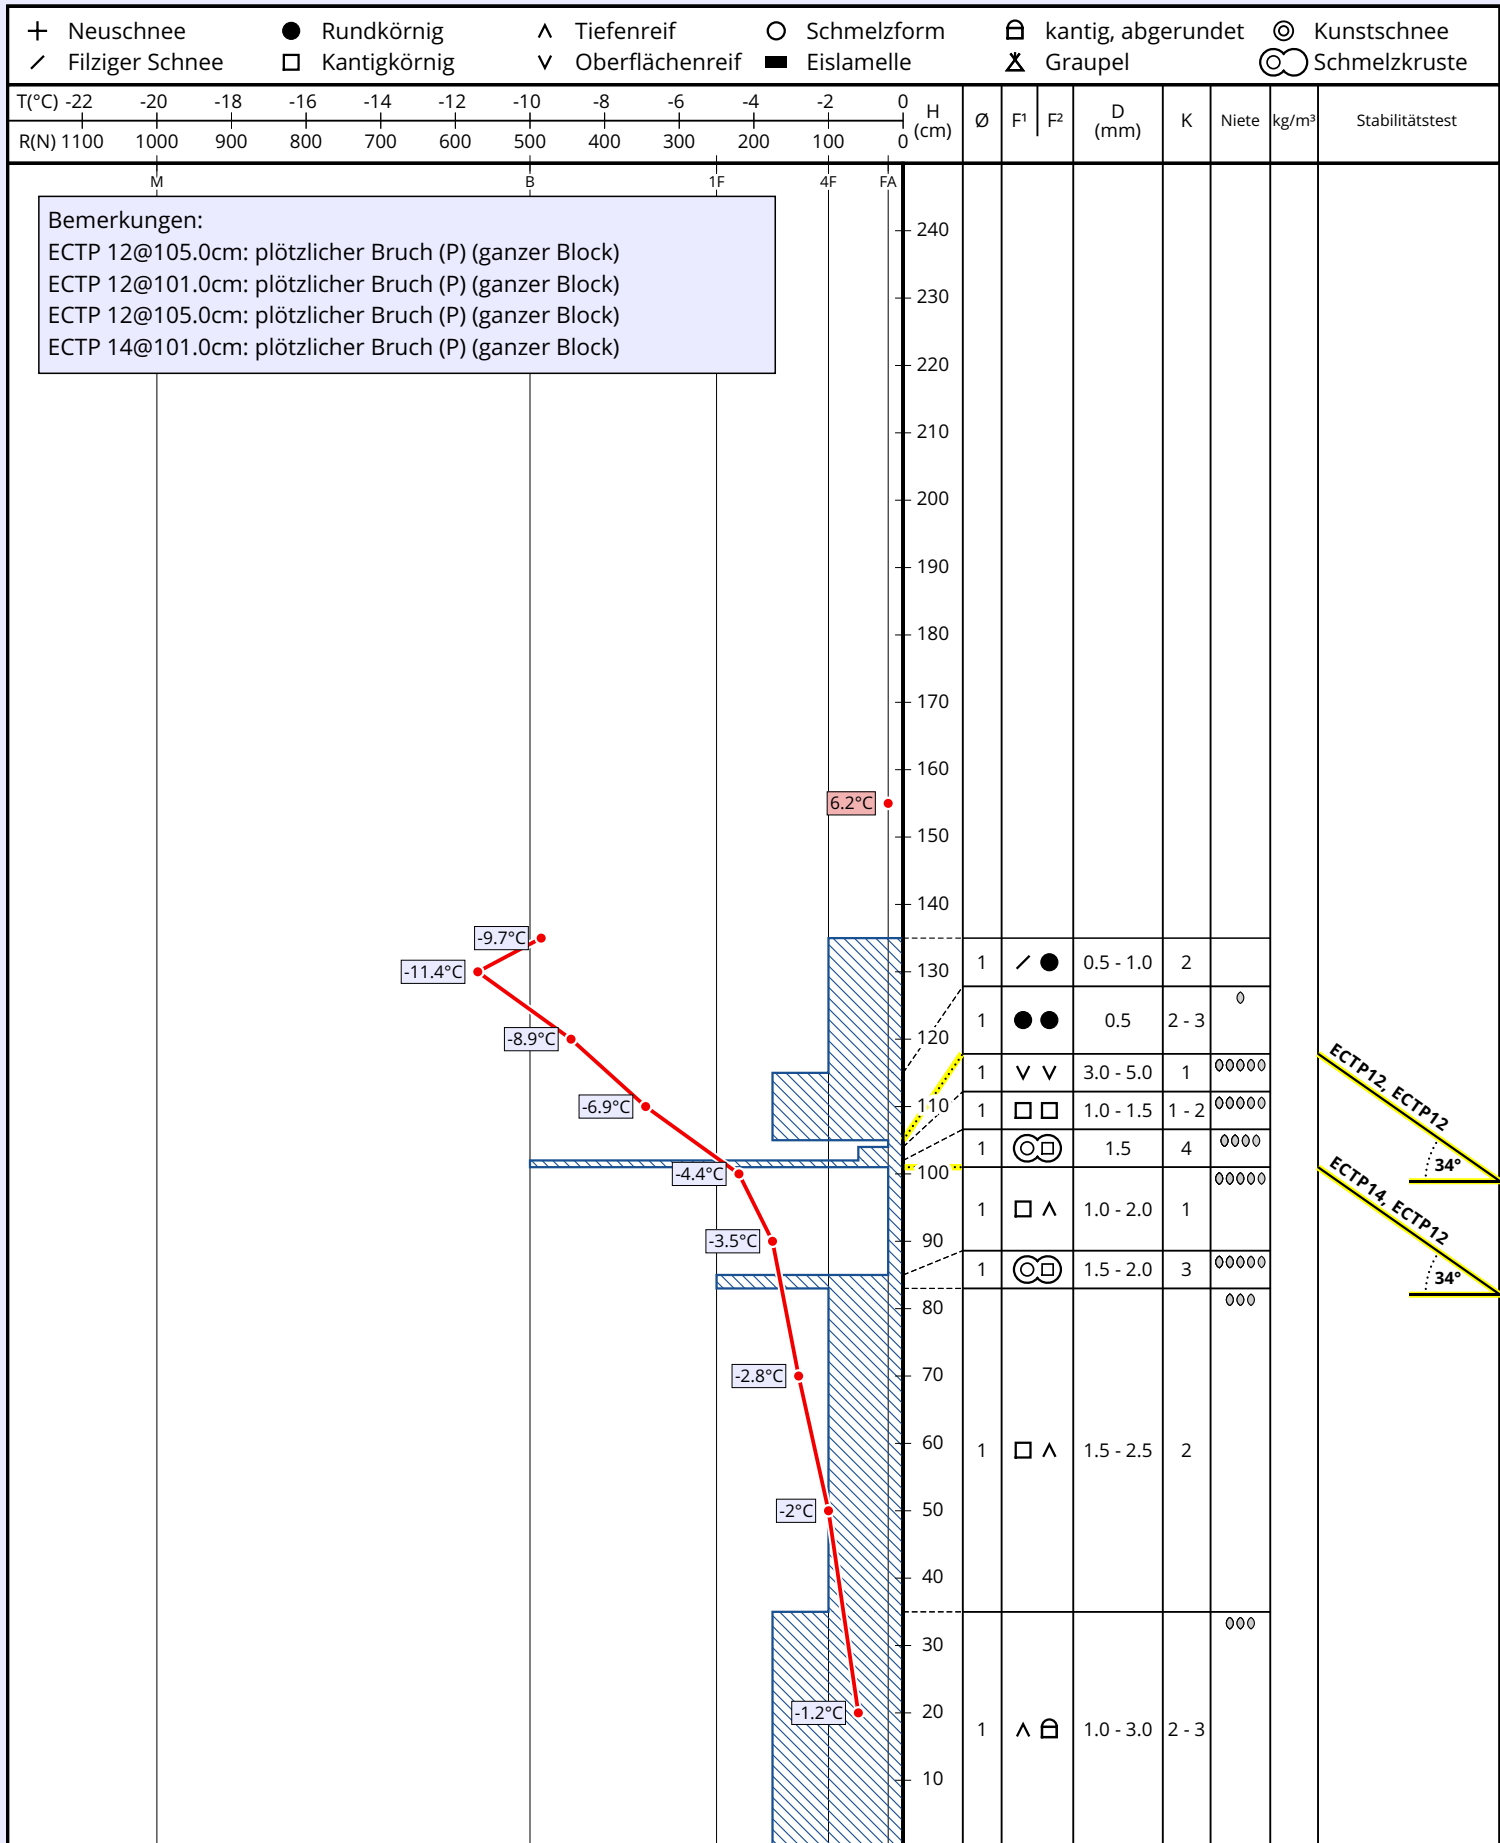 Neuschnee Rundkörnig Tiefenreif Schmelzform kantig, abgerundet Kunstschnee
Filziger Schnee Kantigkörnig Oberflächenreif Eislamelle Graupel Schmelzkruste
T(°C) -22 -20 -18 -16 -14 -12 -10 -8 -6 -4 -2 0
R(N) 1100 1000 900 800 700 600 500 400 300 200 100 0
H (cm) Ø F¹ F² D (mm) K Niete kg/m³ Stabilitätstest
M B 1F 4F FA
Bemerkungen:
ECTP 12@105.0cm: plötzlicher Bruch (P) (ganzer Block)
ECTP 12@101.0cm: plötzlicher Bruch (P) (ganzer Block)
ECTP 12@105.0cm: plötzlicher Bruch (P) (ganzer Block)
ECTP 14@101.0cm: plötzlicher Bruch (P) (ganzer Block)
240
230
220
210
200
190
180
170
160
6.2°C
150
140
-9.7°C
1 0.5 - 1.0 2
-11.4°C 130
1 0.5 2 - 3
-8.9°C 120
1 3.0 - 5.0 1
ECTP12, ECTP12
34°
-6.9°C 110
1 1.0 - 1.5 1 - 2
1 1.5 4
-4.4°C 100
ECTP14, ECTP12
34°
1 1.0 - 2.0 1
-3.5°C 90
1 1.5 - 2.0 3
80
-2.8°C 70
60
1 1.5 - 2.5 2
-2°C 50
40
30
-1.2°C 20
1 1.0 - 3.0 2 - 3
10